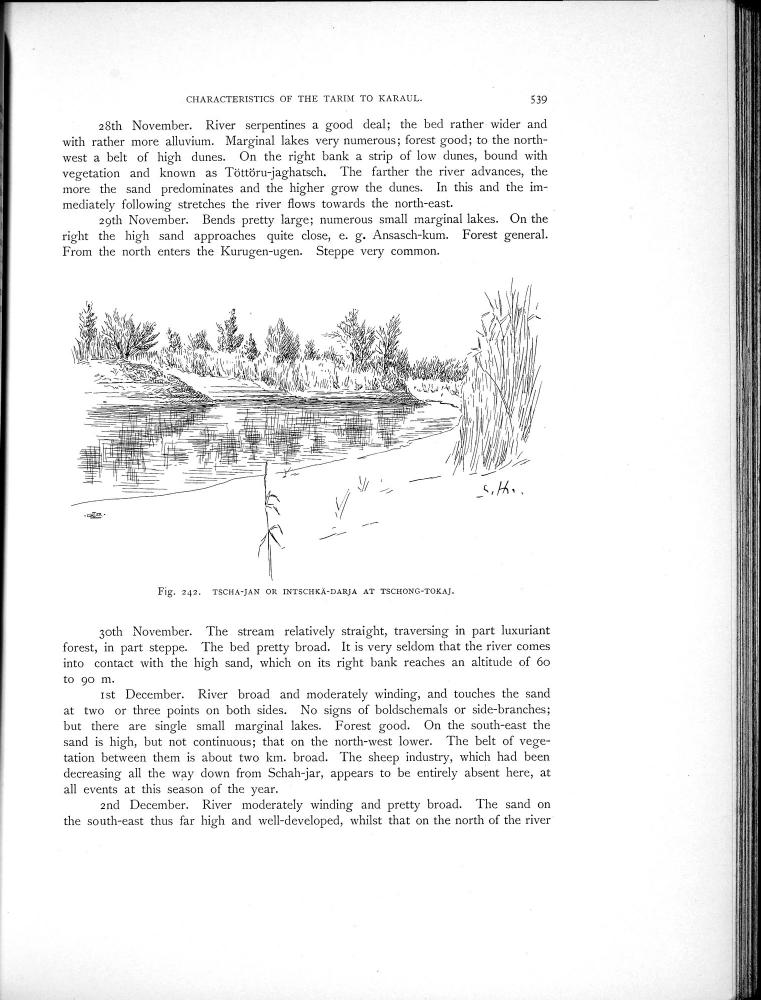 CHARACTERISTICS OF THE TARIM TO KARAUL. 539
28th November. River serpentines a good deal; the bed rather wider and
with rather more alluvium. Marginal lakes very numerous; forest good; to the north-
west a belt of high dunes. On the right bank a strip of low dunes, bound with
vegetation and known as Töttöru-jaghatsch. The farther the river advances, the
more the sand predominates and the higher grow the dunes. In this and the im-
mediately following stretches the river flows towards the north-east.
29th November. Bends pretty large; numerous small marginal lakes. On the
right the high sand approaches quite close, e. g. Ansasch-kum. Forest general.
From the north enters the Kurugen-ugen. Steppe very common.
S. H.
Fig. 242. TSCHA-JAN OR INTSCHKÄ-DARJA AT TSCHONG-TOKAJ.
30th November. The stream relatively straight, traversing in part luxuriant
forest, in part steppe. The bed pretty broad. It is very seldom that the river comes
into contact with the high sand, which on its right bank reaches an altitude of 60
to 90 m.
1st December. River broad and moderately winding, and touches the sand
at two or three points on both sides. No signs of boldschemals or side-branches;
but there are single small marginal lakes. Forest good. On the south-east the
sand is high, but not continuous; that on the north-west lower. The belt of vege-
tation between them is about two km. broad. The sheep industry, which had been
decreasing all the way down from Schah-jar, appears to be entirely absent here, at
all events at this season of the year.
2nd December. River moderately winding and pretty broad. The sand on
the south-east thus far high and well-developed, whilst that on the north of the river